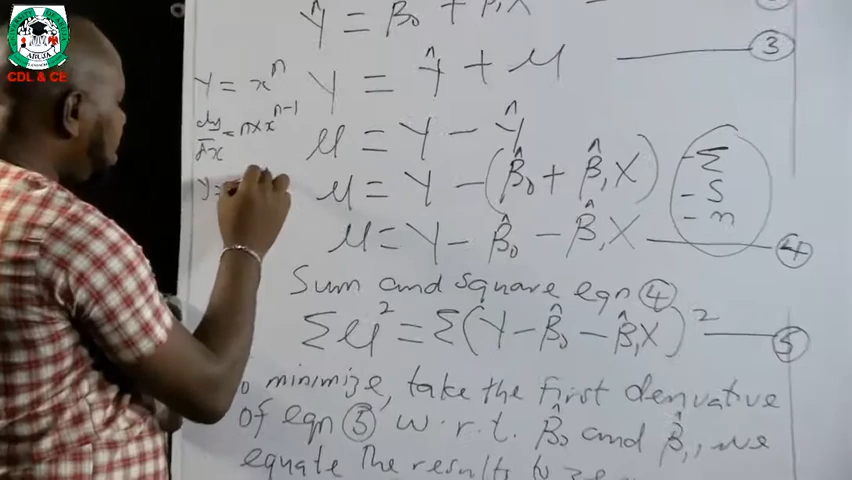 Ŷ = β₀ + β₁X
Y = Ŷ + μ ③
μ = Y - Ŷ
μ = Y - (β̂₀ + β̂₁X)
μ = Y - β̂₀ - β̂₁X ④
Y = xⁿ
dy/dx = n×xⁿ⁻¹
Y =
- Σ
- S
- n
Sum and square eqn ④
Σμ² = Σ(Y - β̂₀ - β̂₁X)² ⑤
minimize, take the first derivative
of eqn ⑤ w.r.t. β̂₀ and β̂₁, we
equate the results to
ABUJA
CDL & CE